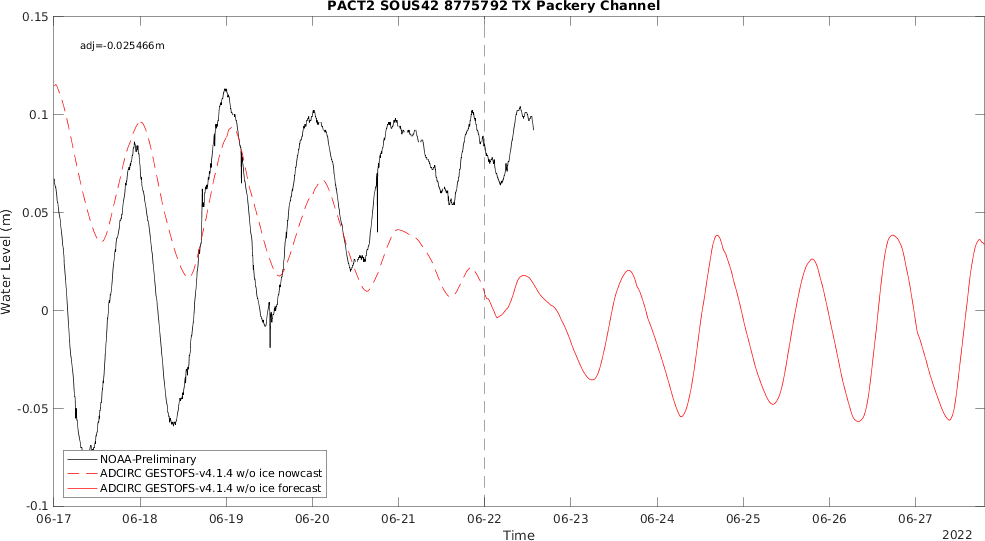 PACT2 SOUS42 8775792 TX Packery Channel
adj=-0.025466m
0.15
0.1
0.05
0
-0.05
-0.1
Water Level (m)
NOAA-Preliminary
ADCIRC GESTOFS-v4.1.4 w/o ice nowcast
ADCIRC GESTOFS-v4.1.4 w/o ice forecast
06-17 06-18 06-19 06-20 06-21 06-22 06-23 06-24 06-25 06-26 06-27
Time
2022